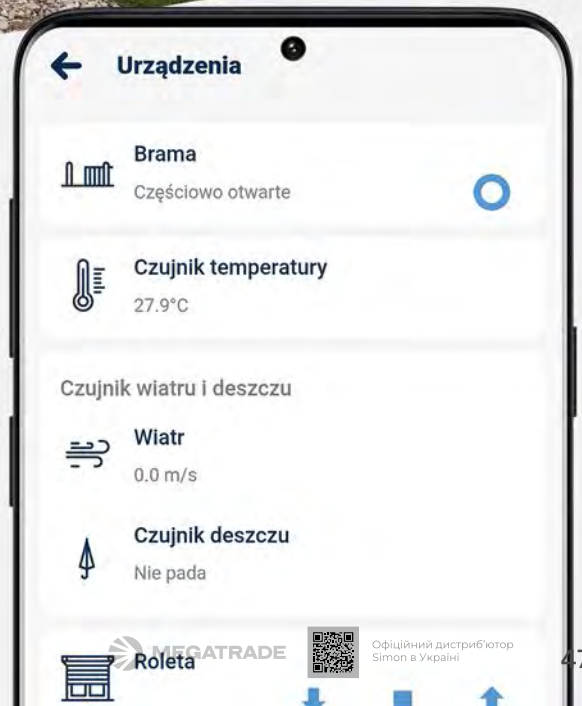 Urządzenia
Brama
Częściowo otwarte
Czujnik temperatury
27.9°C
Czujnik wiatru i deszczu
Wiatr
0.0 m/s
Czujnik deszczu
Nie pada
MEGATRADE
Офіційний дистриб'ютор
Simon в Україні
47
Roleta